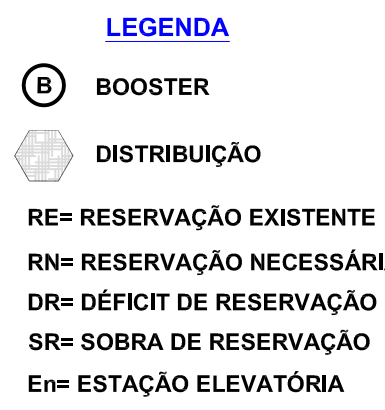 LEGENDA
B BOOSTER
DISTRIBUIÇÃO
RE= RESERVAÇÃO EXISTENTE
RN= RESERVAÇÃO
DR= DÉFICIT DE RESERVAÇÃO
SR= SOBRA DE RESERVAÇÃO
En= ESTAÇÃO ELEVATÓRIA